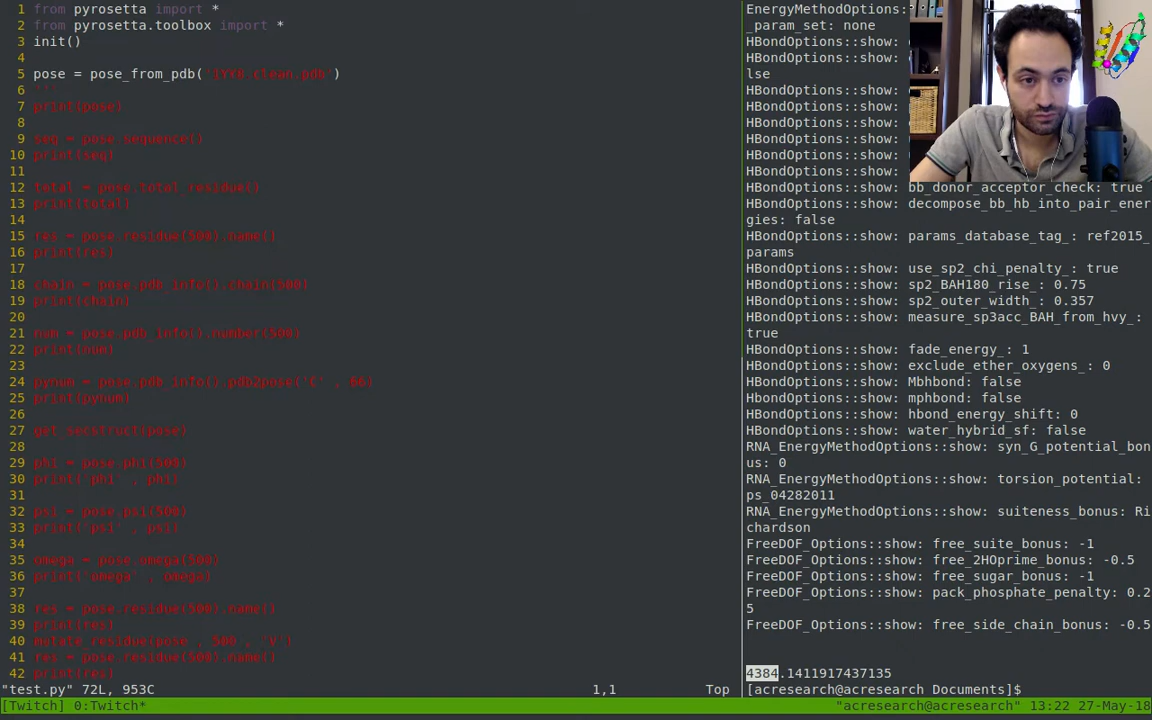 1 from pyrosetta import *
2 from pyrosetta.toolbox import *
3 init()
4
5 pose = pose_from_pdb('1YY8.clean.pdb')
6 '''
7 print(pose)
8
9 seq = pose.sequence()
10 print(seq)
11
12 total = pose.total_residue()
13 print(total)
14
15 res = pose.residue(500).name()
16 print(res)
17
18 chain = pose.pdb_info().chain(500)
19 print(chain)
20
21 num = pose.pdb_info().number(500)
22 print(num)
23
24 pynum = pose.pdb_info().pdb2pose('C' , 66)
25 print(pynum)
26
27 get_secstruct(pose)
28
29 phi = pose.phi(500)
30 print('phi' , phi)
31
32 psi = pose.psi(500)
33 print('psi' , psi)
34
35 omega = pose.omega(500)
36 print('omega' , omega)
37
38 res = pose.residue(500).name()
39 print(res)
40 mutate_residue(pose , 500 , 'V')
41 res = pose.residue(500).name()
42 print(res)
"test.py" 72L, 953C 1,1 Top
EnergyMethodOptions:
_param_set: none
HBondOptions::show:
lse
HBondOptions::show:
HBondOptions::show:
HBondOptions::show:
HBondOptions::show:
HBondOptions::show:
HBondOptions::show:
HBondOptions::show: bb_donor_acceptor_check: true
HBondOptions::show: decompose_bb_hb_into_pair_ener
gies: false
HBondOptions::show: params_database_tag_: ref2015_
params
HBondOptions::show: use_sp2_chi_penalty_: true
HBondOptions::show: sp2_BAH180_rise_: 0.75
HBondOptions::show: sp2_outer_width_: 0.357
HBondOptions::show: measure_sp3acc_BAH_from_hvy_:
true
HBondOptions::show: fade_energy_: 1
HBondOptions::show: exclude_ether_oxygens_: 0
HBondOptions::show: Mbhbond: false
HBondOptions::show: mphbond: false
HBondOptions::show: hbond_energy_shift: 0
HBondOptions::show: water_hybrid_sf: false
RNA_EnergyMethodOptions::show: syn_G_potential_bon
us: 0
RNA_EnergyMethodOptions::show: torsion_potential:
ps_04282011
RNA_EnergyMethodOptions::show: suiteness_bonus: Ri
chardson
FreeDOF_Options::show: free_suite_bonus: -1
FreeDOF_Options::show: free_2HOprime_bonus: -0.5
FreeDOF_Options::show: free_sugar_bonus: -1
FreeDOF_Options::show: pack_phosphate_penalty: 0.2
5
FreeDOF_Options::show: free_side_chain_bonus: -0.5
4384.1411917437135
[acresearch@acresearch Documents]$
[Twitch] 0:Twitch* "acresearch@acresearch" 13:22 27-May-18